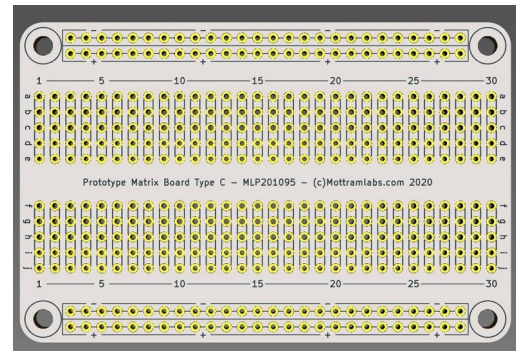 - - -
+ + +
1 5 10 15 20 25 30
a a
b b
c c
d d
e e
Prototype Matrix Board Type C - MLP201095 - (c)Mottramlabs.com 2020
f f
g g
h h
i i
j j
1 5 10 15 20 25 30
- - -
+ + +